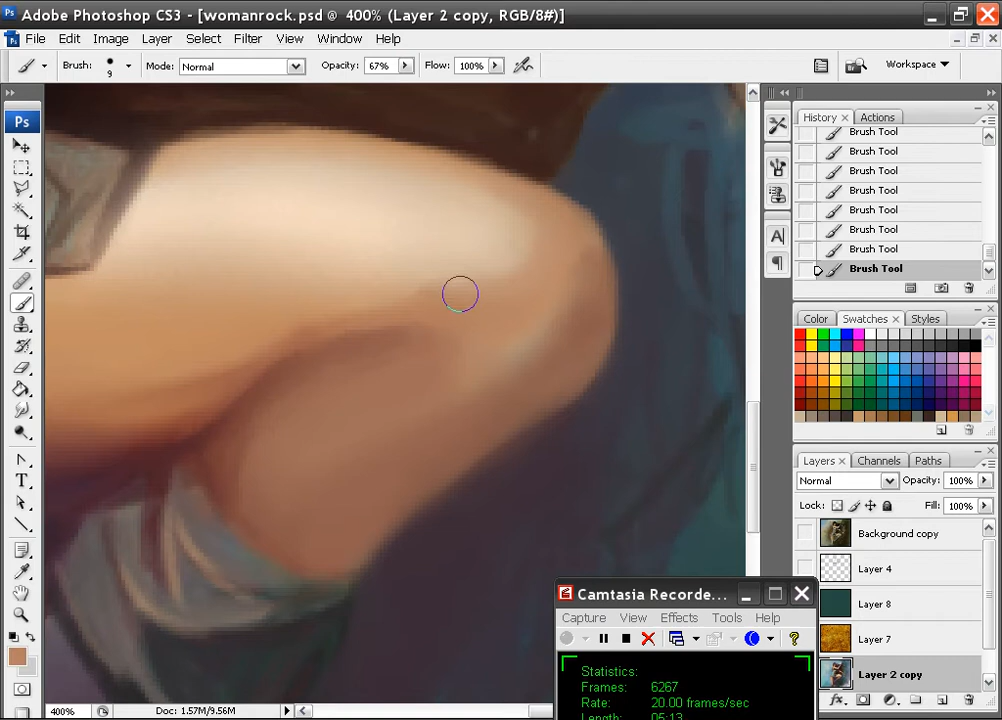 Adobe Photoshop CS3 - [womanrock.psd @ 400% (Layer 2 copy, RGB/8#)]
File Edit Image Layer Select Filter View Window Help
Brush: 9 Mode: Normal Opacity: 67% Flow: 100% Workspace
Ps
History x Actions
Brush Tool
Brush Tool
Brush Tool
Brush Tool
Brush Tool
Brush Tool
Brush Tool
Brush Tool
Color Swatches x Styles
Layers x Channels Paths
Normal Opacity: 100%
Lock: Fill: 100%
Background copy
Layer 4
Layer 8
Layer 7
Layer 2 copy
Camtasia Recorde...
Capture View Effects Tools Help
Statistics:
Frames: 6267
Rate: 20.00 frames/sec
Length: 05:13
400% Doc: 1.57M/9.56M